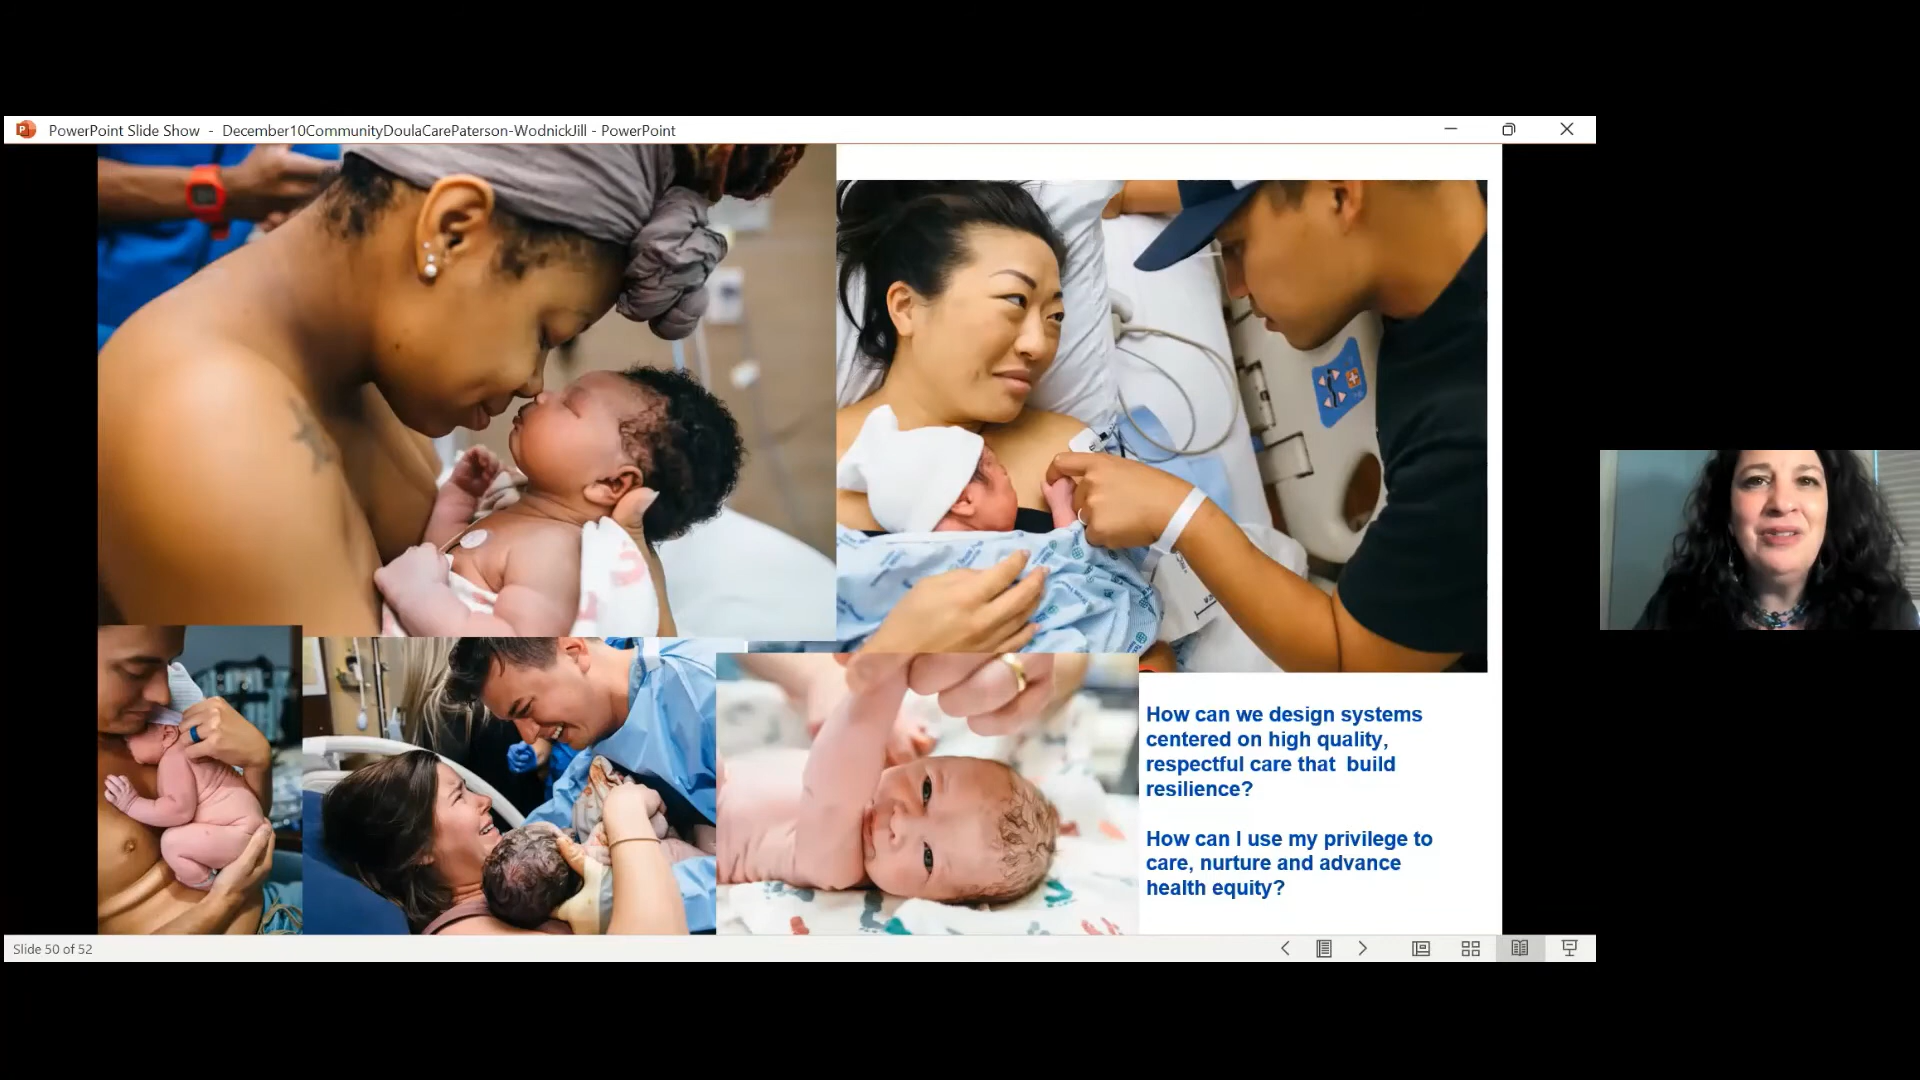 PowerPoint Slide Show - December10CommunityDoulaCarePaterson-WodnickJill - PowerPoint
How can we design systems
centered on high quality,
respectful care that build
resilience?
How can I use my privilege to
care, nurture and advance
health equity?
Slide 50 of 52